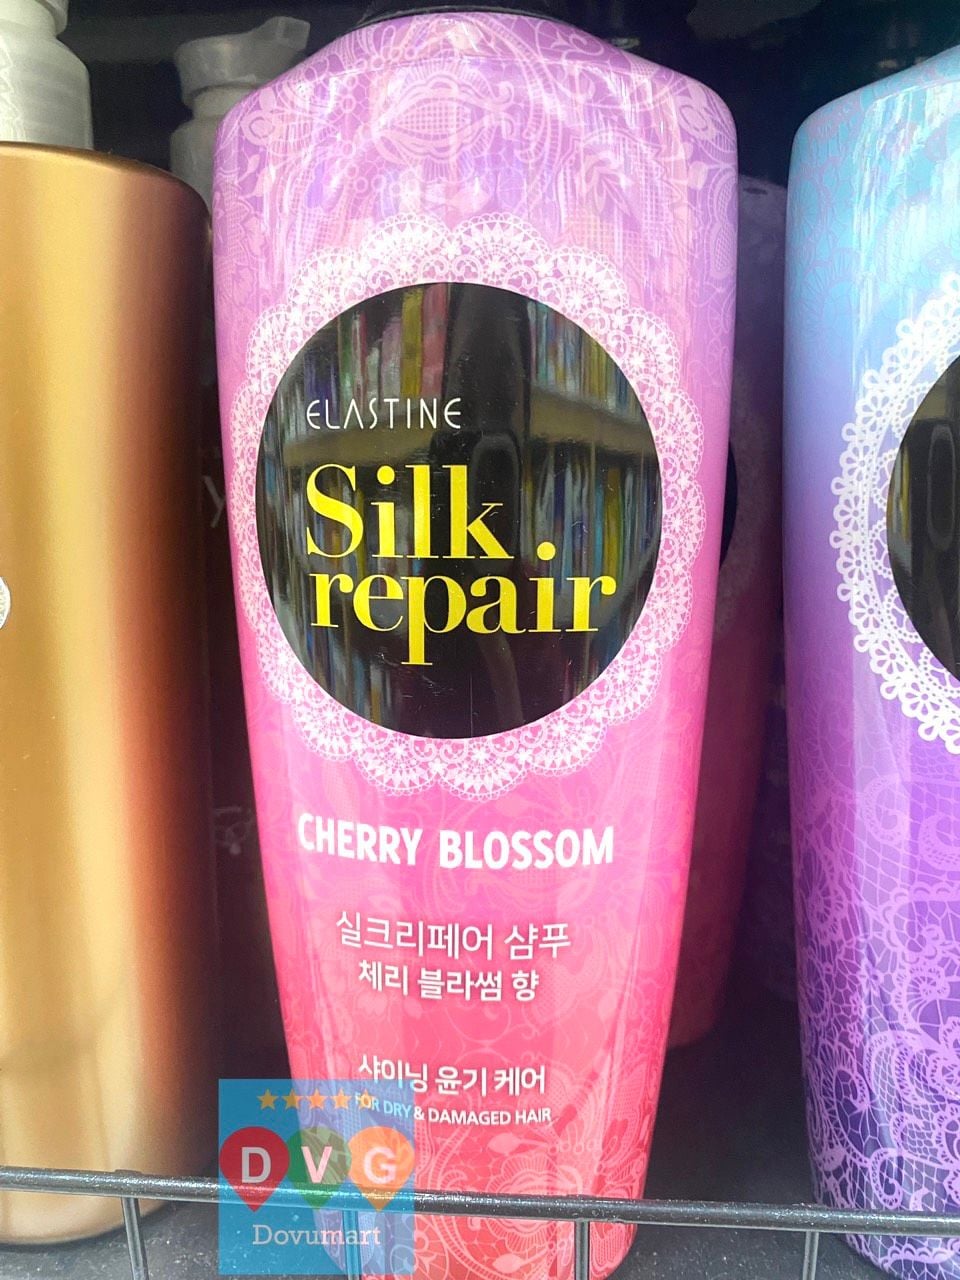 ELASTINE
Silk
repair
CHERRY BLOSSOM
실크리페어 샴푸
체리 블라썸 향
샤이닝 윤기 케어
FOR DRY & DAMAGED HAIR
D V G
Dovumart